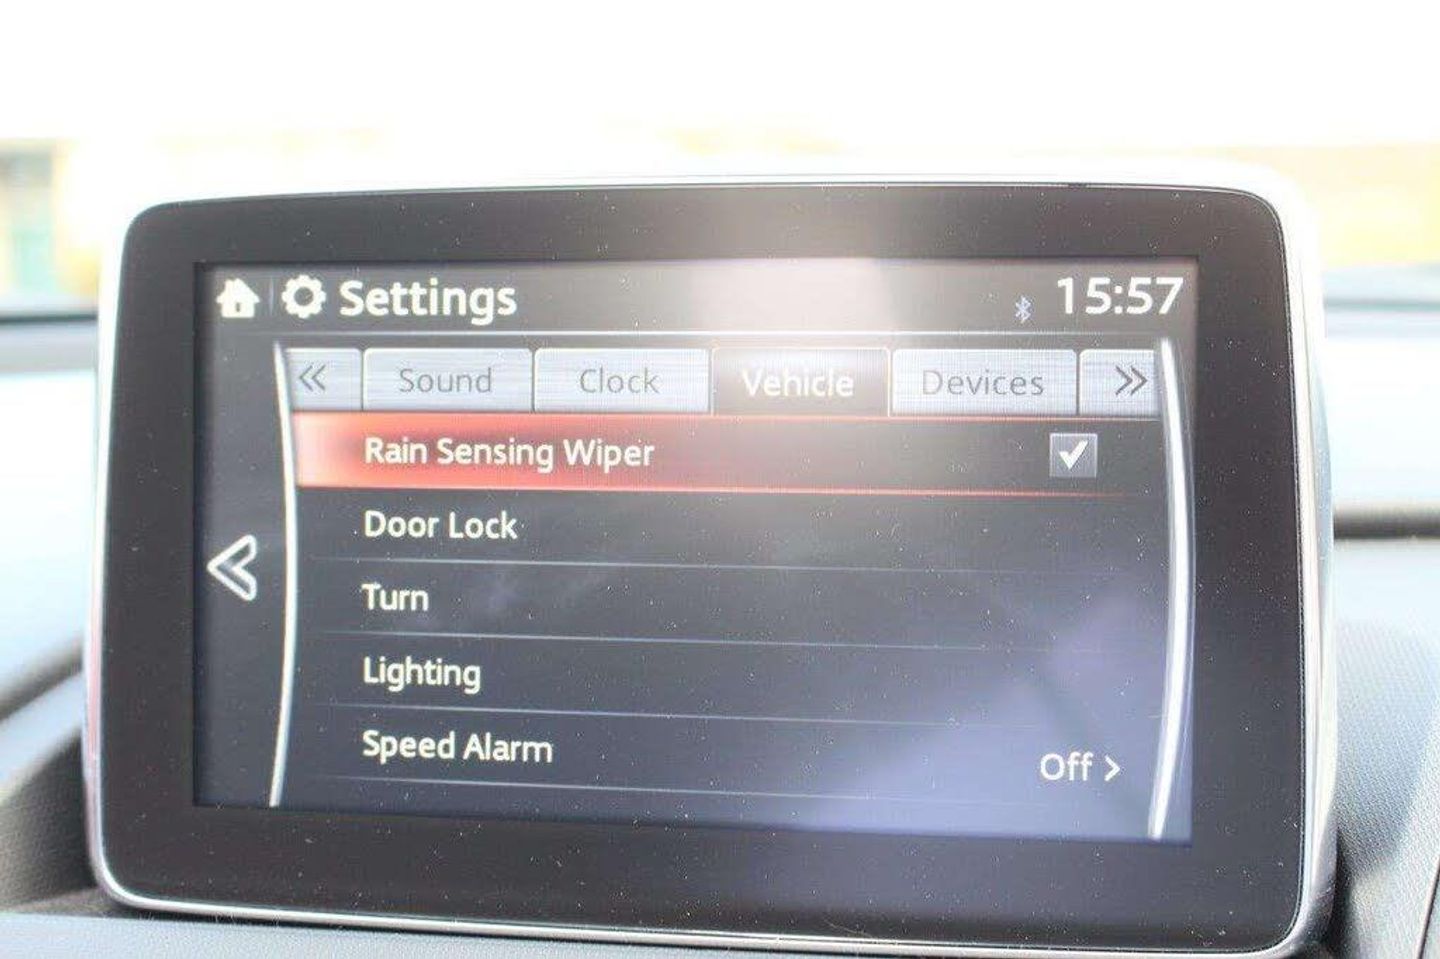 Settings 15:57
« Sound Clock Vehicle Devices »
Rain Sensing Wiper
Door Lock
Turn
Lighting
Speed Alarm Off >